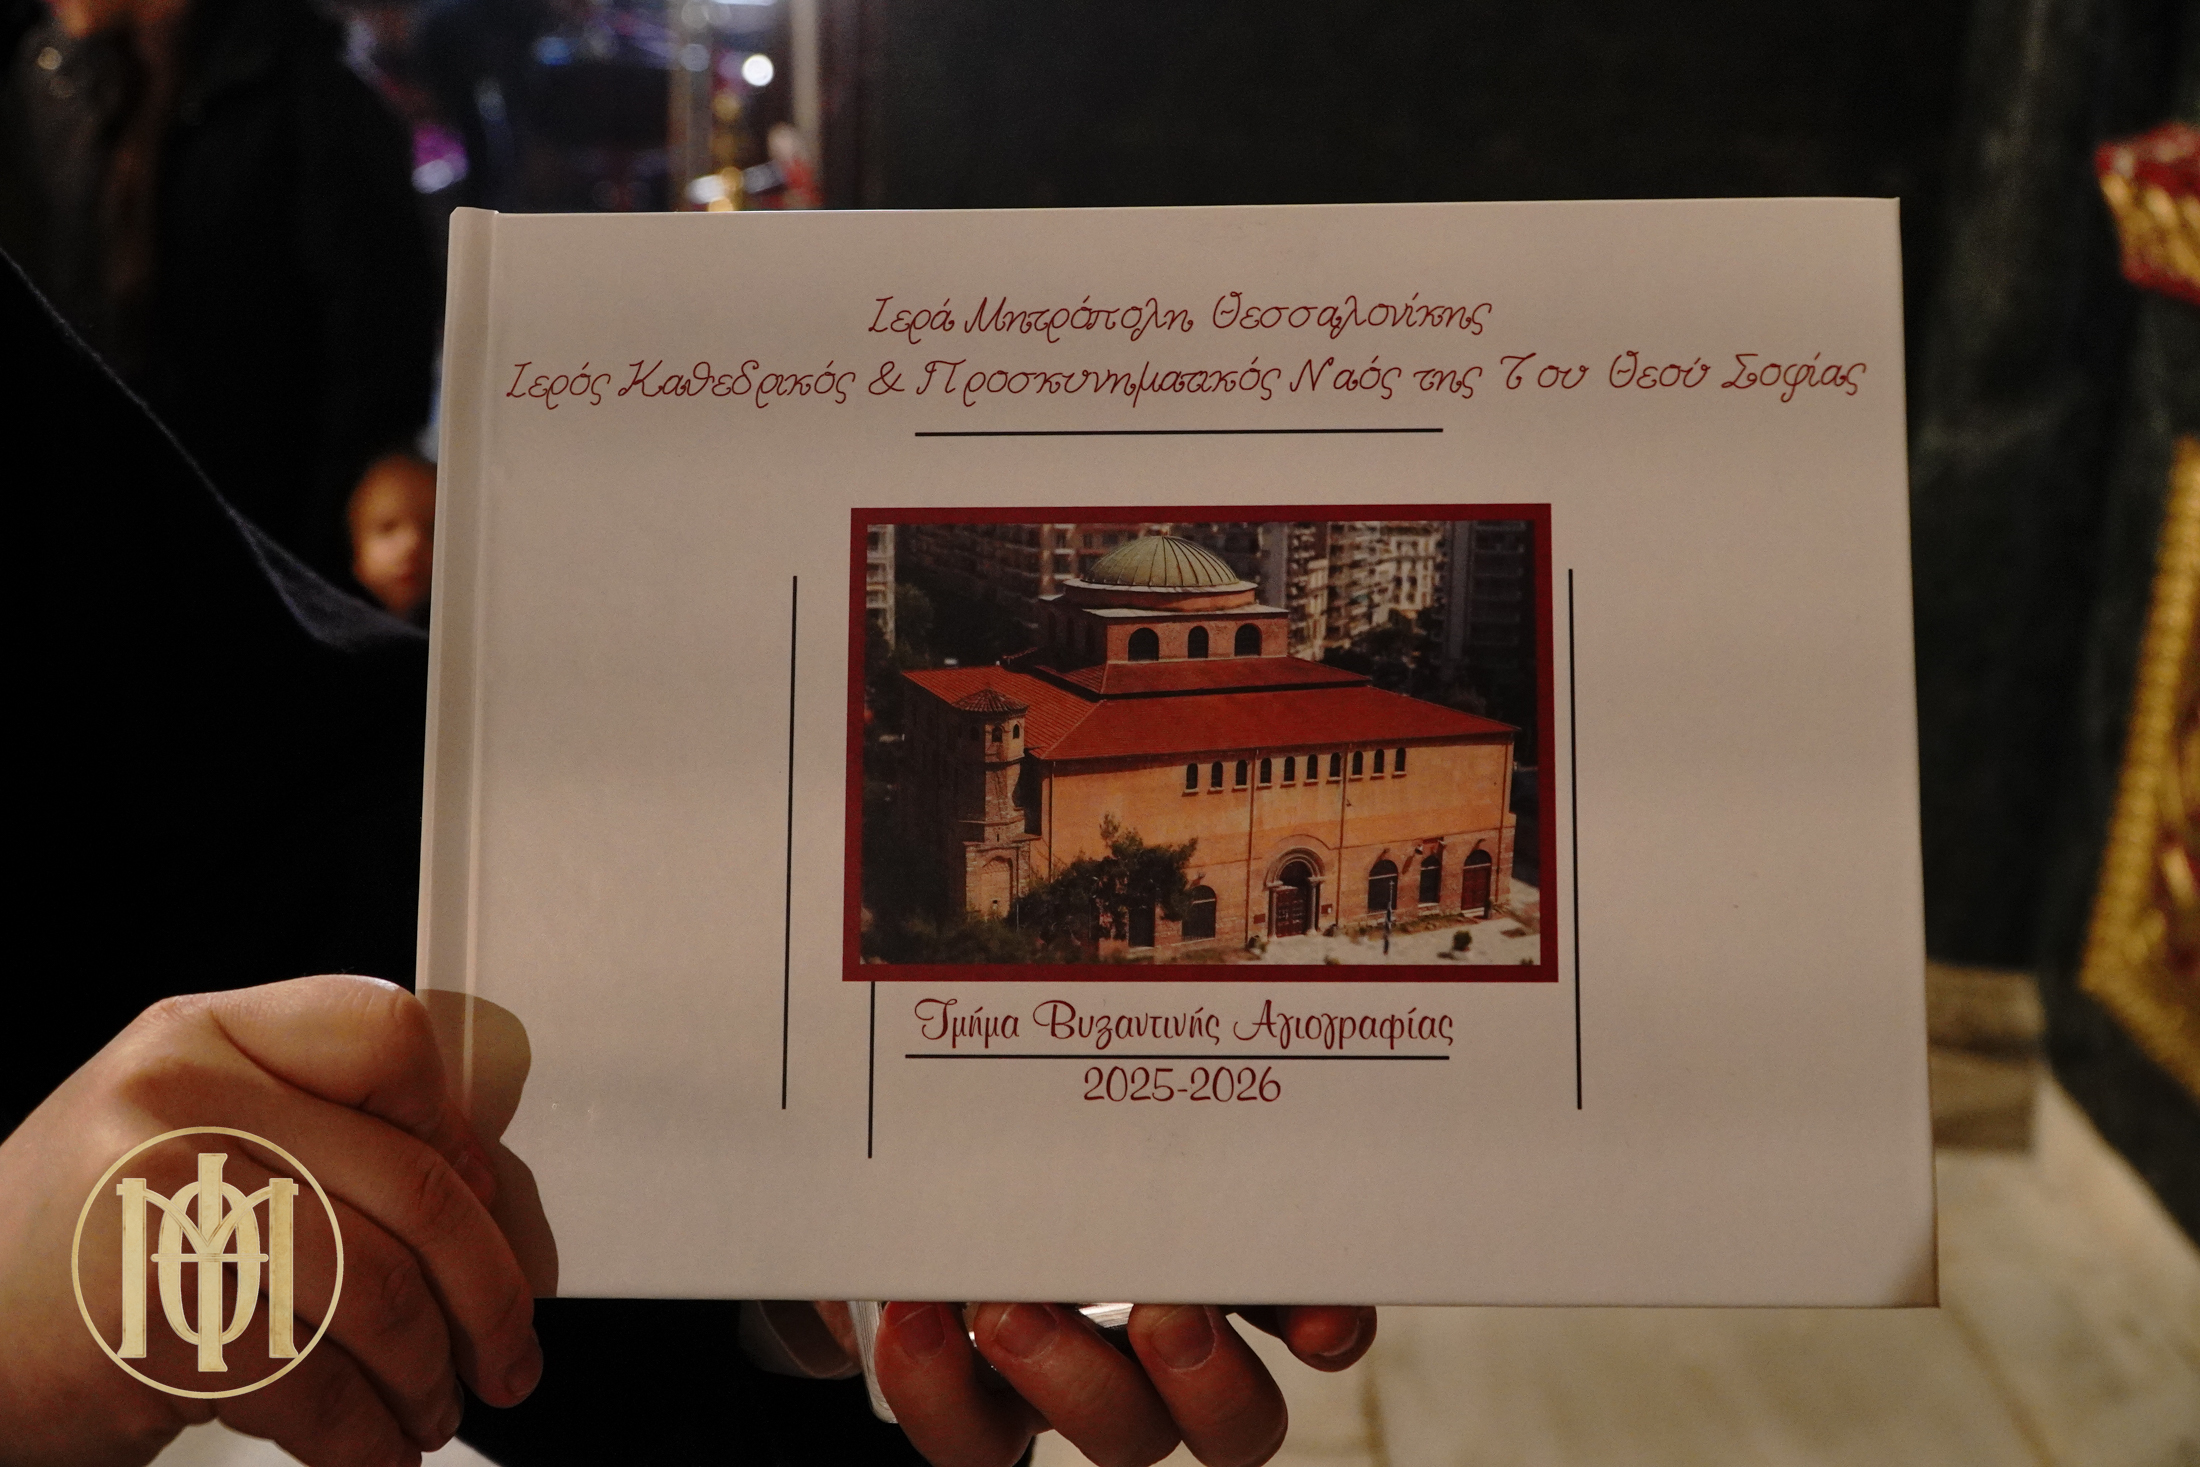 Ιερά Μητρόπολη Θεσσαλονίκης
Ιερός Καθεδρικός & Προσκυνηματικός Ναός της Του Θεού Σοφίας
Τμήμα Βυζαντινής Αγιογραφίας
2025-2026